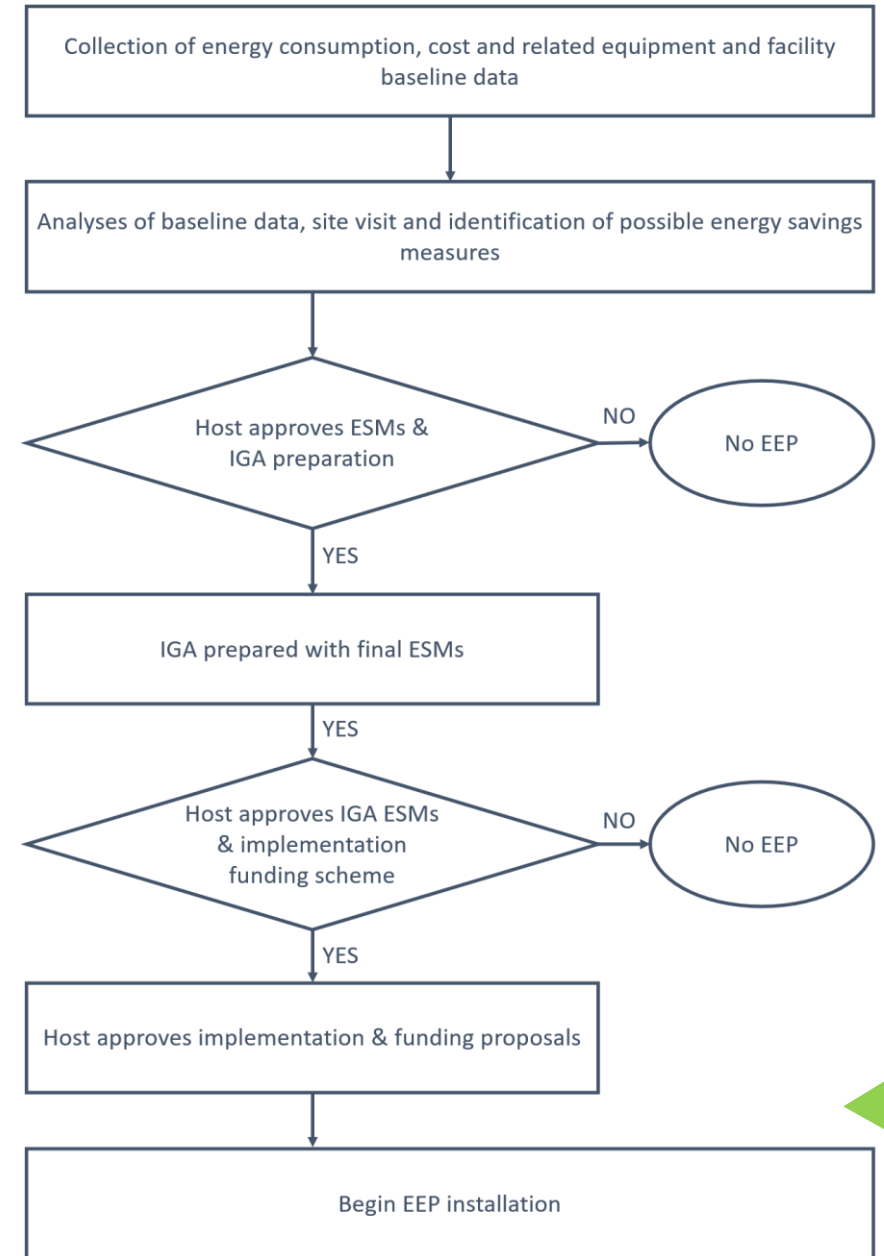 Collection of energy consumption, cost and related equipment and facility
baseline data
Analyses of baseline data, site visit and identification of possible energy savings
measures
Host approves ESMs &
IGA preparation
NO
No EEP
YES
IGA prepared with final ESMs
YES
Host approves IGA ESMs
& implementation
funding scheme
NO
No EEP
YES
Host approves implementation & funding proposals
Begin EEP installation